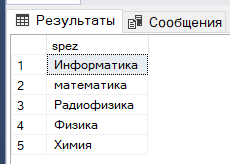 Результаты Сообщения
spez
1 Информатика
2 математика
3 Радиофизика
4 Физика
5 Химия